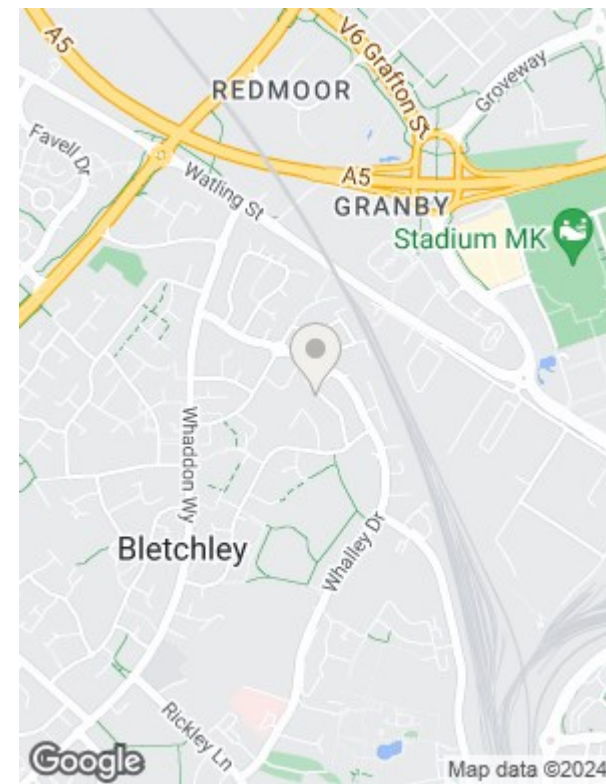 A5
V6 Grafton St
REDMOOR
Groveway
Favell Dr
Watling St
A5
GRANBY
Stadium MK
Whaddon Wy
Bletchley
Whalley Dr
Rickley Ln
Google
Map data ©2024